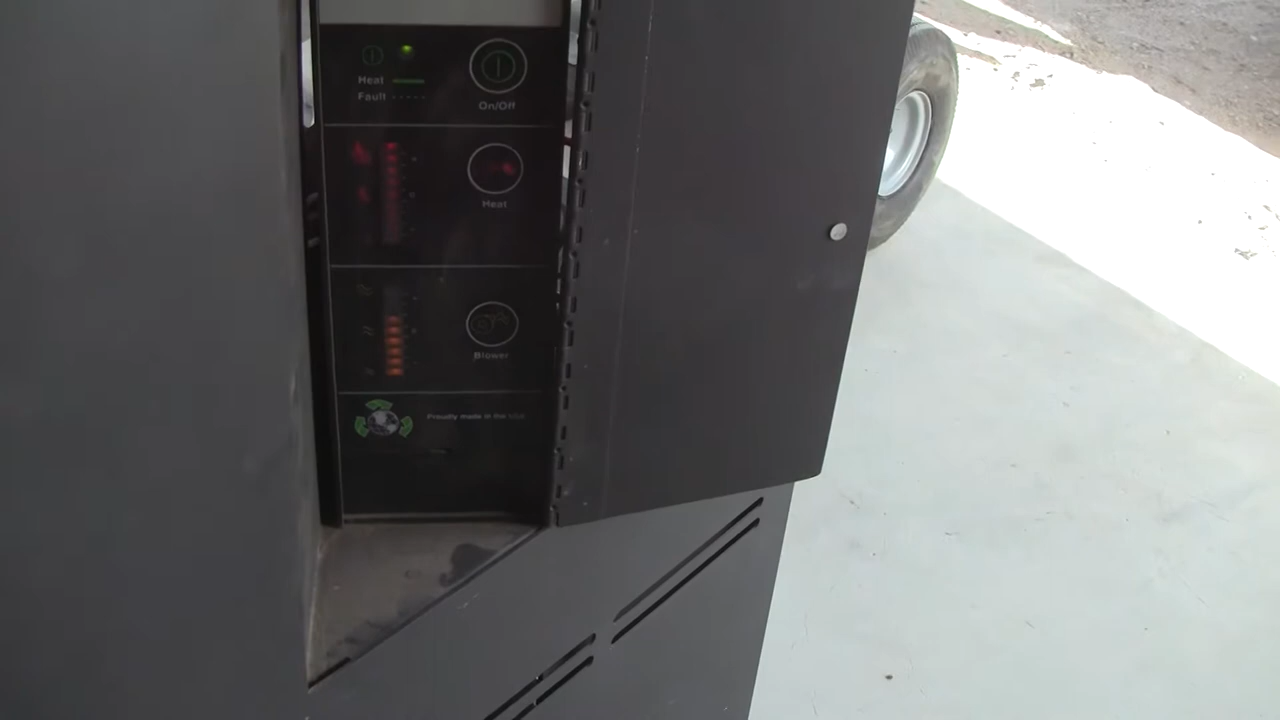 Heat
Fault
On/Off
Heat
Blower
Proudly made in the USA